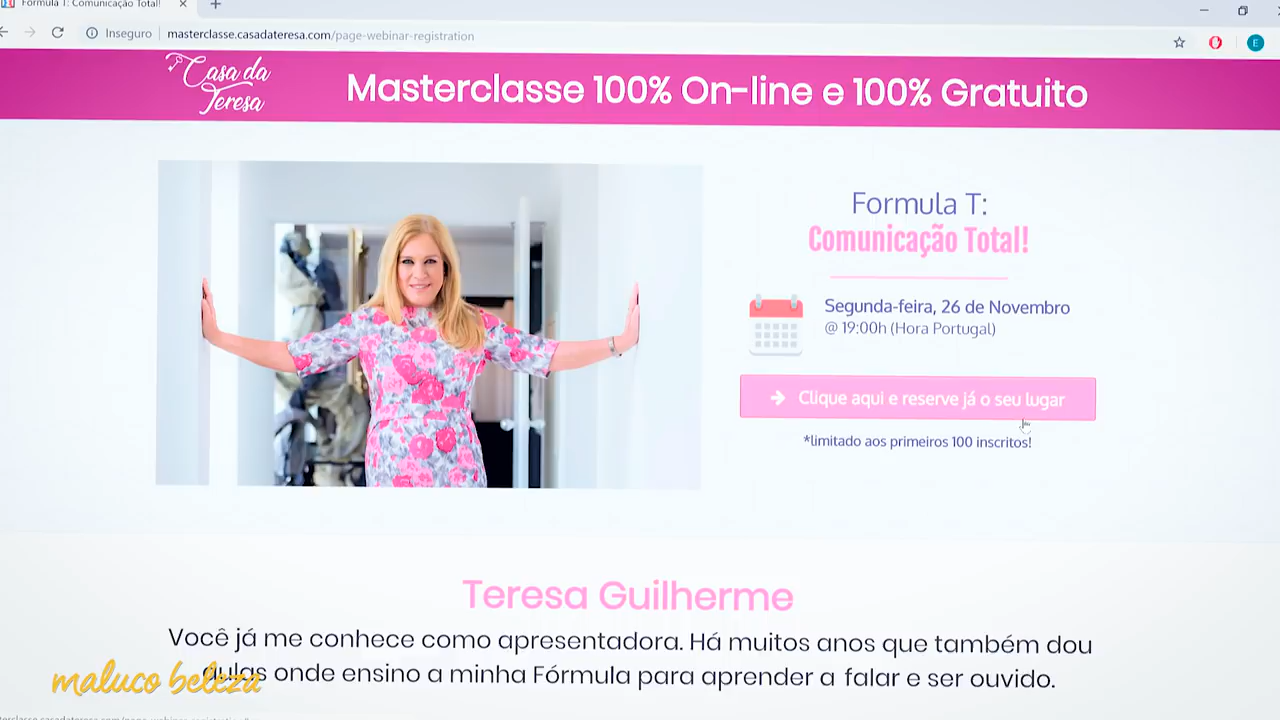 Formula T: Comunicação Total!
Inseguro
masterclasse.casadateresa.com/page-webinar-registration
E
Casa da
Teresa
Masterclasse 100% On-line e 100% Gratuito
Formula T:
Comunicação Total!
Segunda-feira, 26 de Novembro
@ 19:00h (Hora Portugal)
Clique aqui e reserve já o seu lugar
*limitado aos primeiros 100 inscritos!
Teresa Guilherme
Você já me conhece como apresentadora. Há muitos anos que também dou
aulas onde ensino a minha Fórmula para aprender a falar e ser ouvido.
maluco beleza